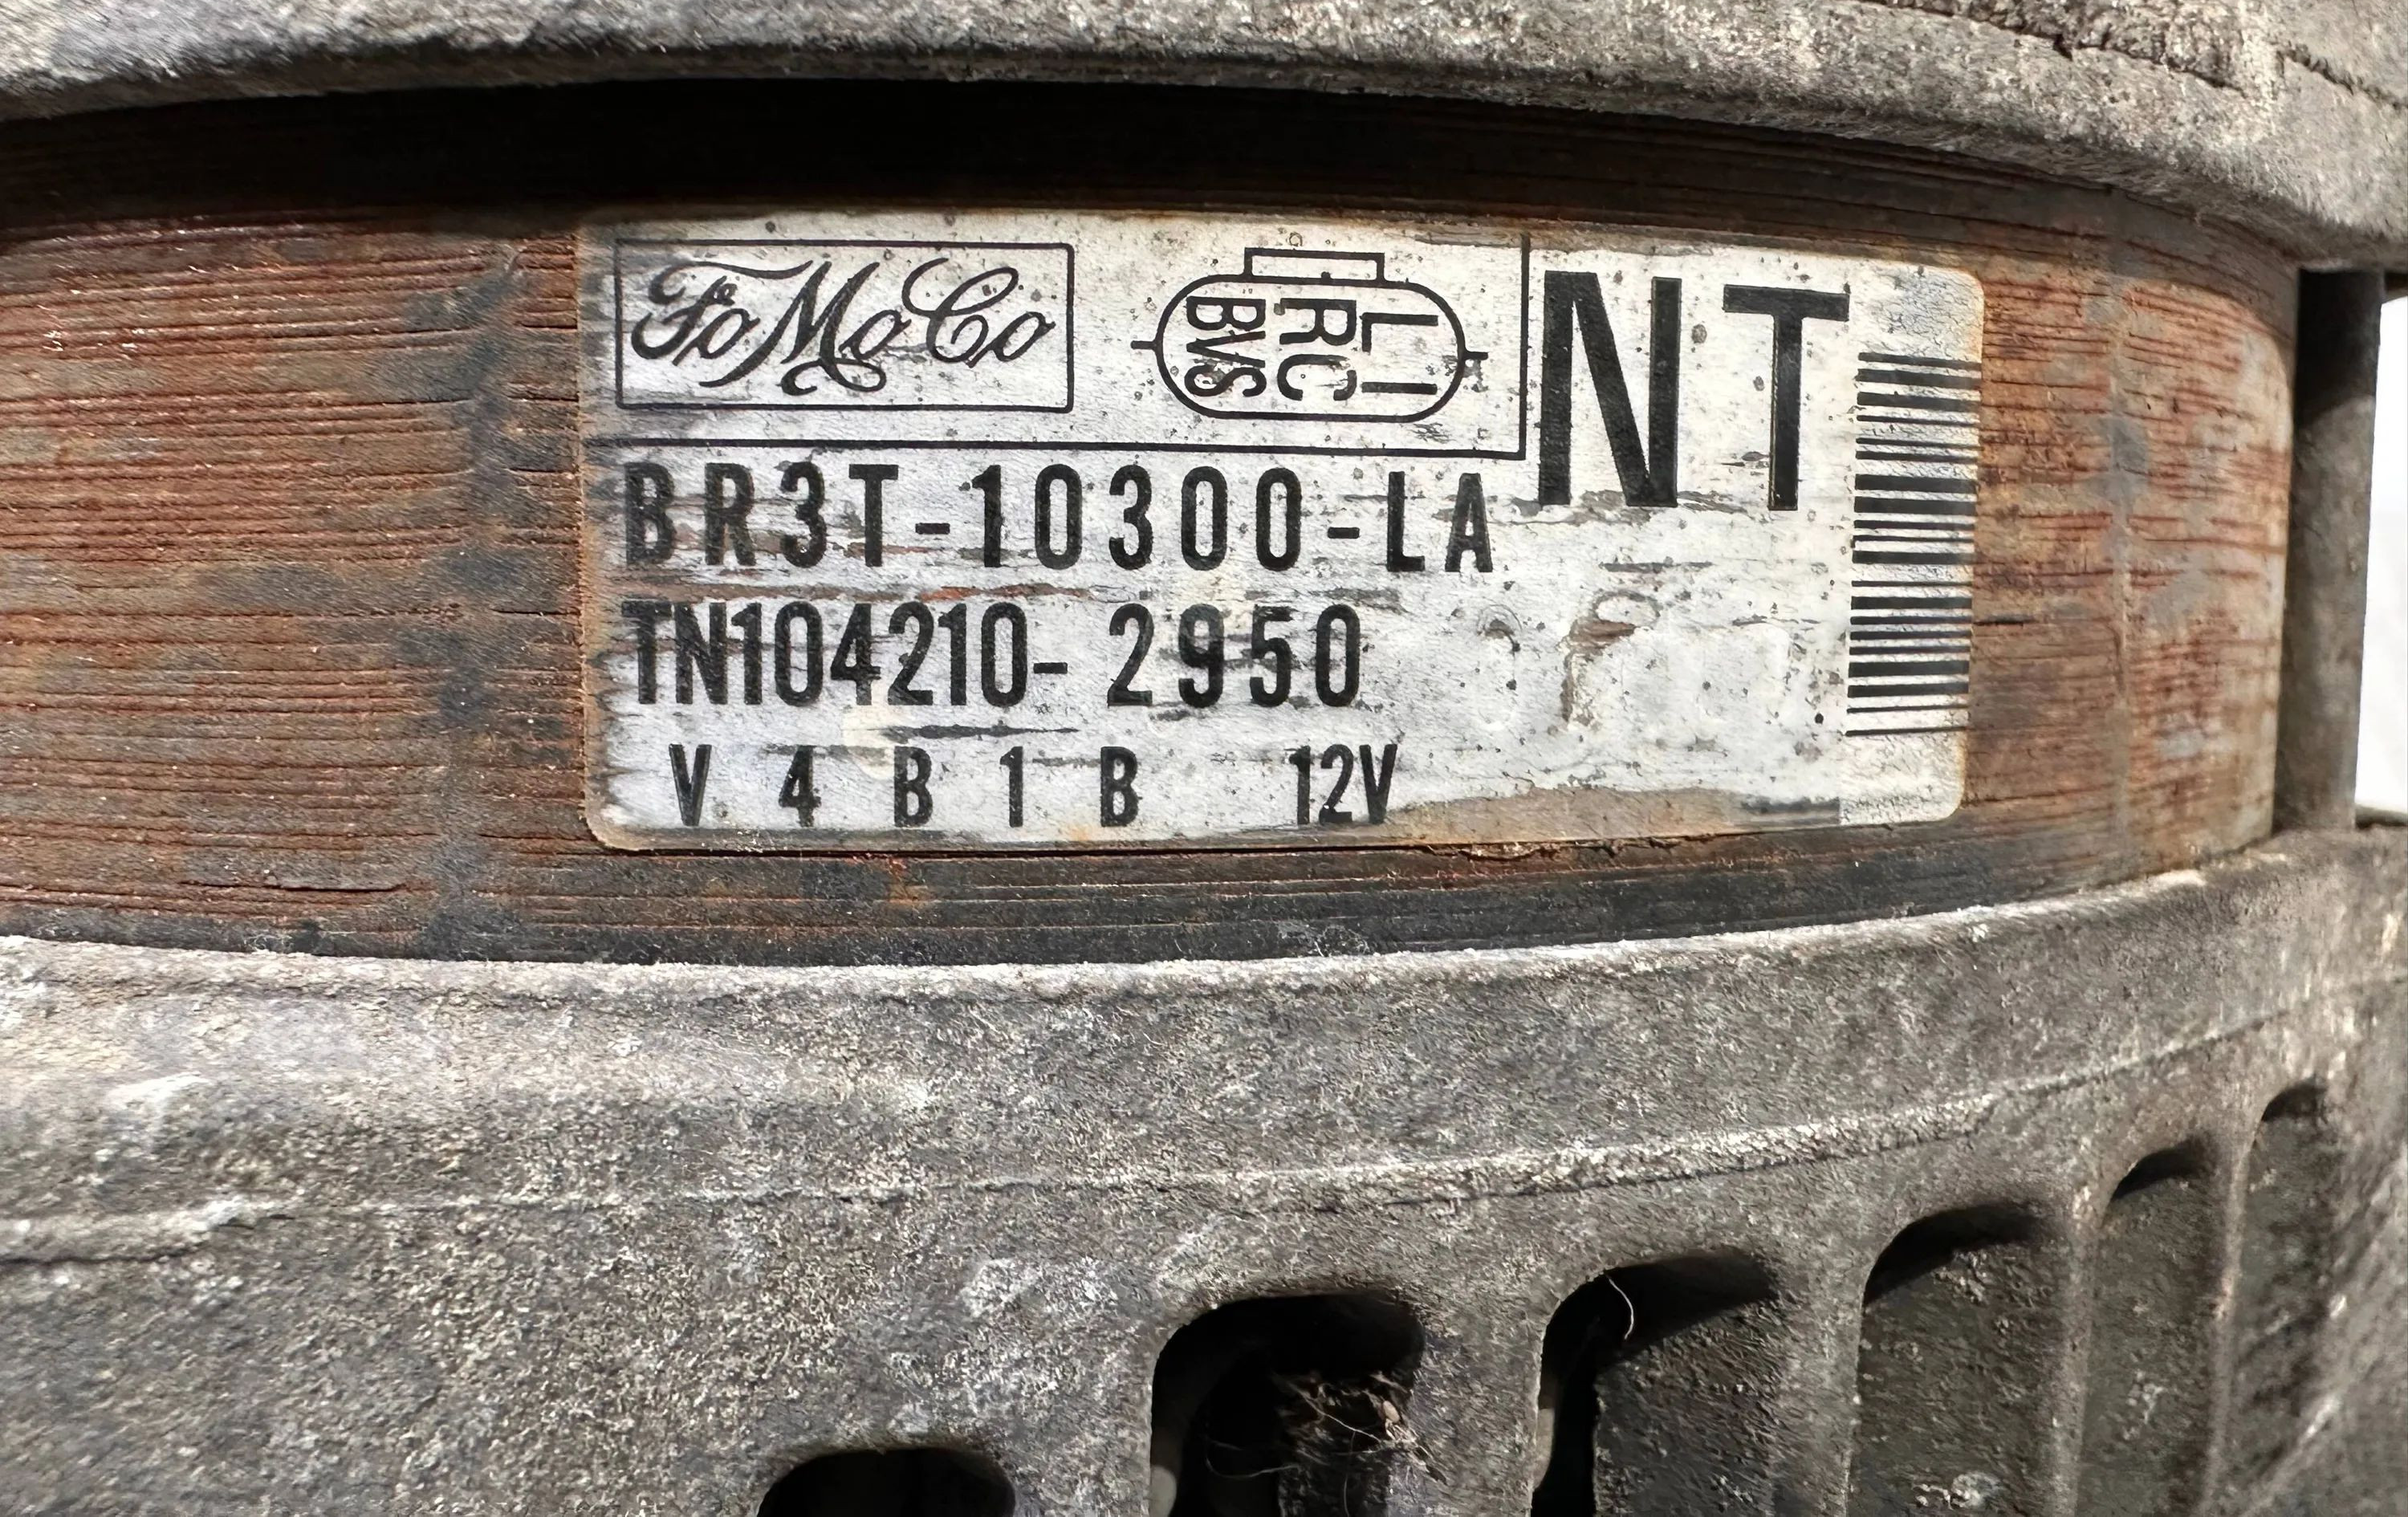 FoMoCo
LI
RC
BVS
NT
BR3T-10300-LA
TN104210-2950
V 4 B 1 B 12V